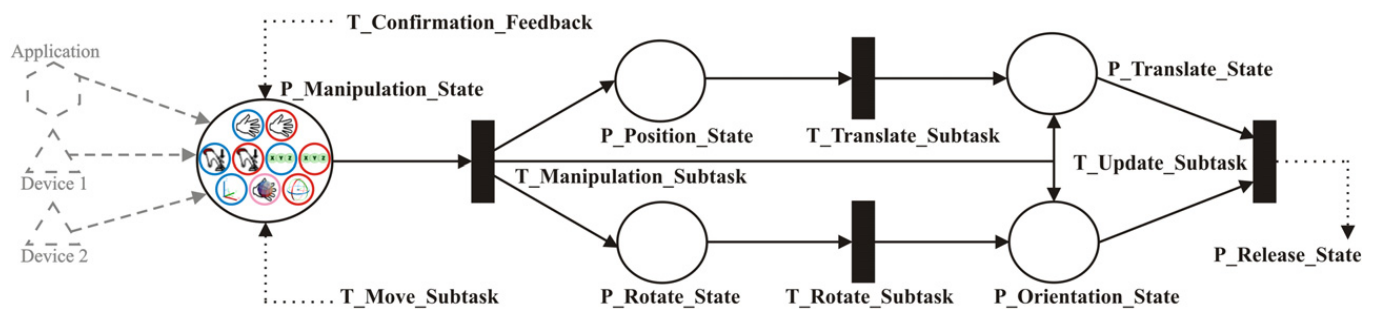 T_Confirmation_Feedback
Application
P_Manipulation_State
P_Translate_State
P_Position_State
T_Translate_Subtask
X Y Z
X Y Z
T_Manipulation_Subtask
T_Update_Subtask
Device 1
Device 2
P_Release_State
T_Move_Subtask
P_Rotate_State
T_Rotate_Subtask
P_Orientation_State